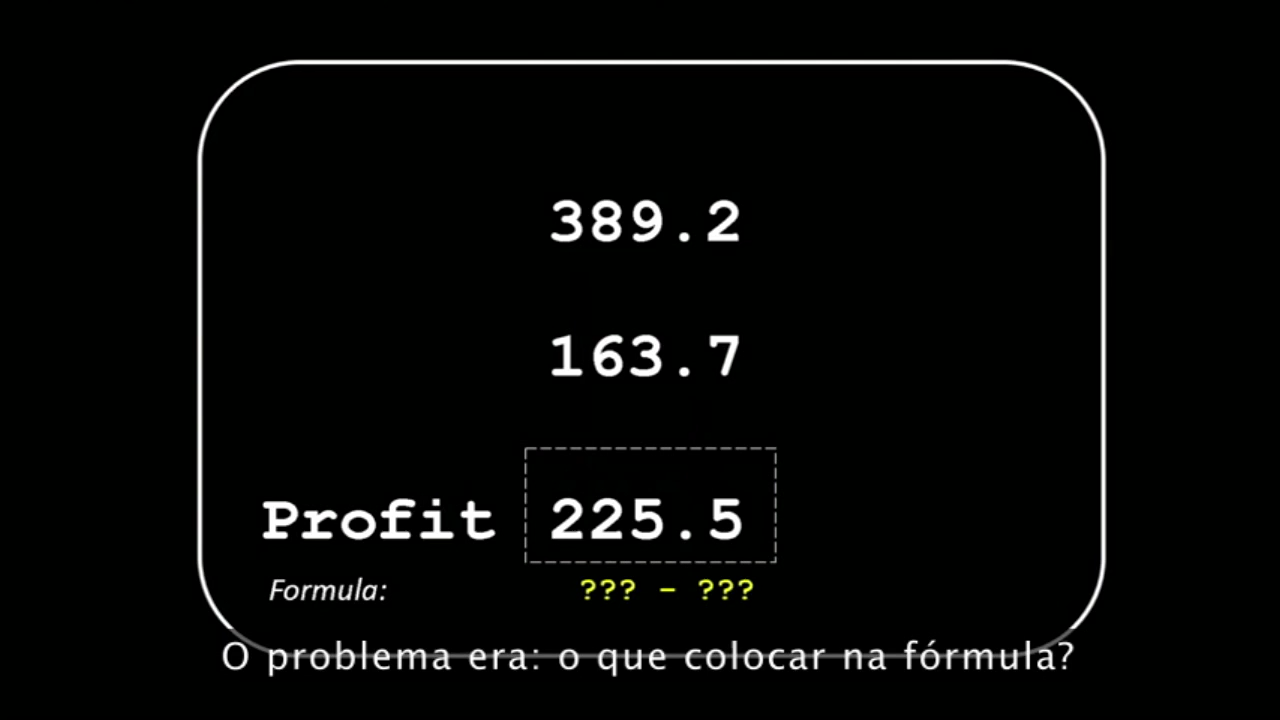 389.2
163.7
Profit 225.5
Formula: ??? - ???
O problema era: o que colocar na fórmula?